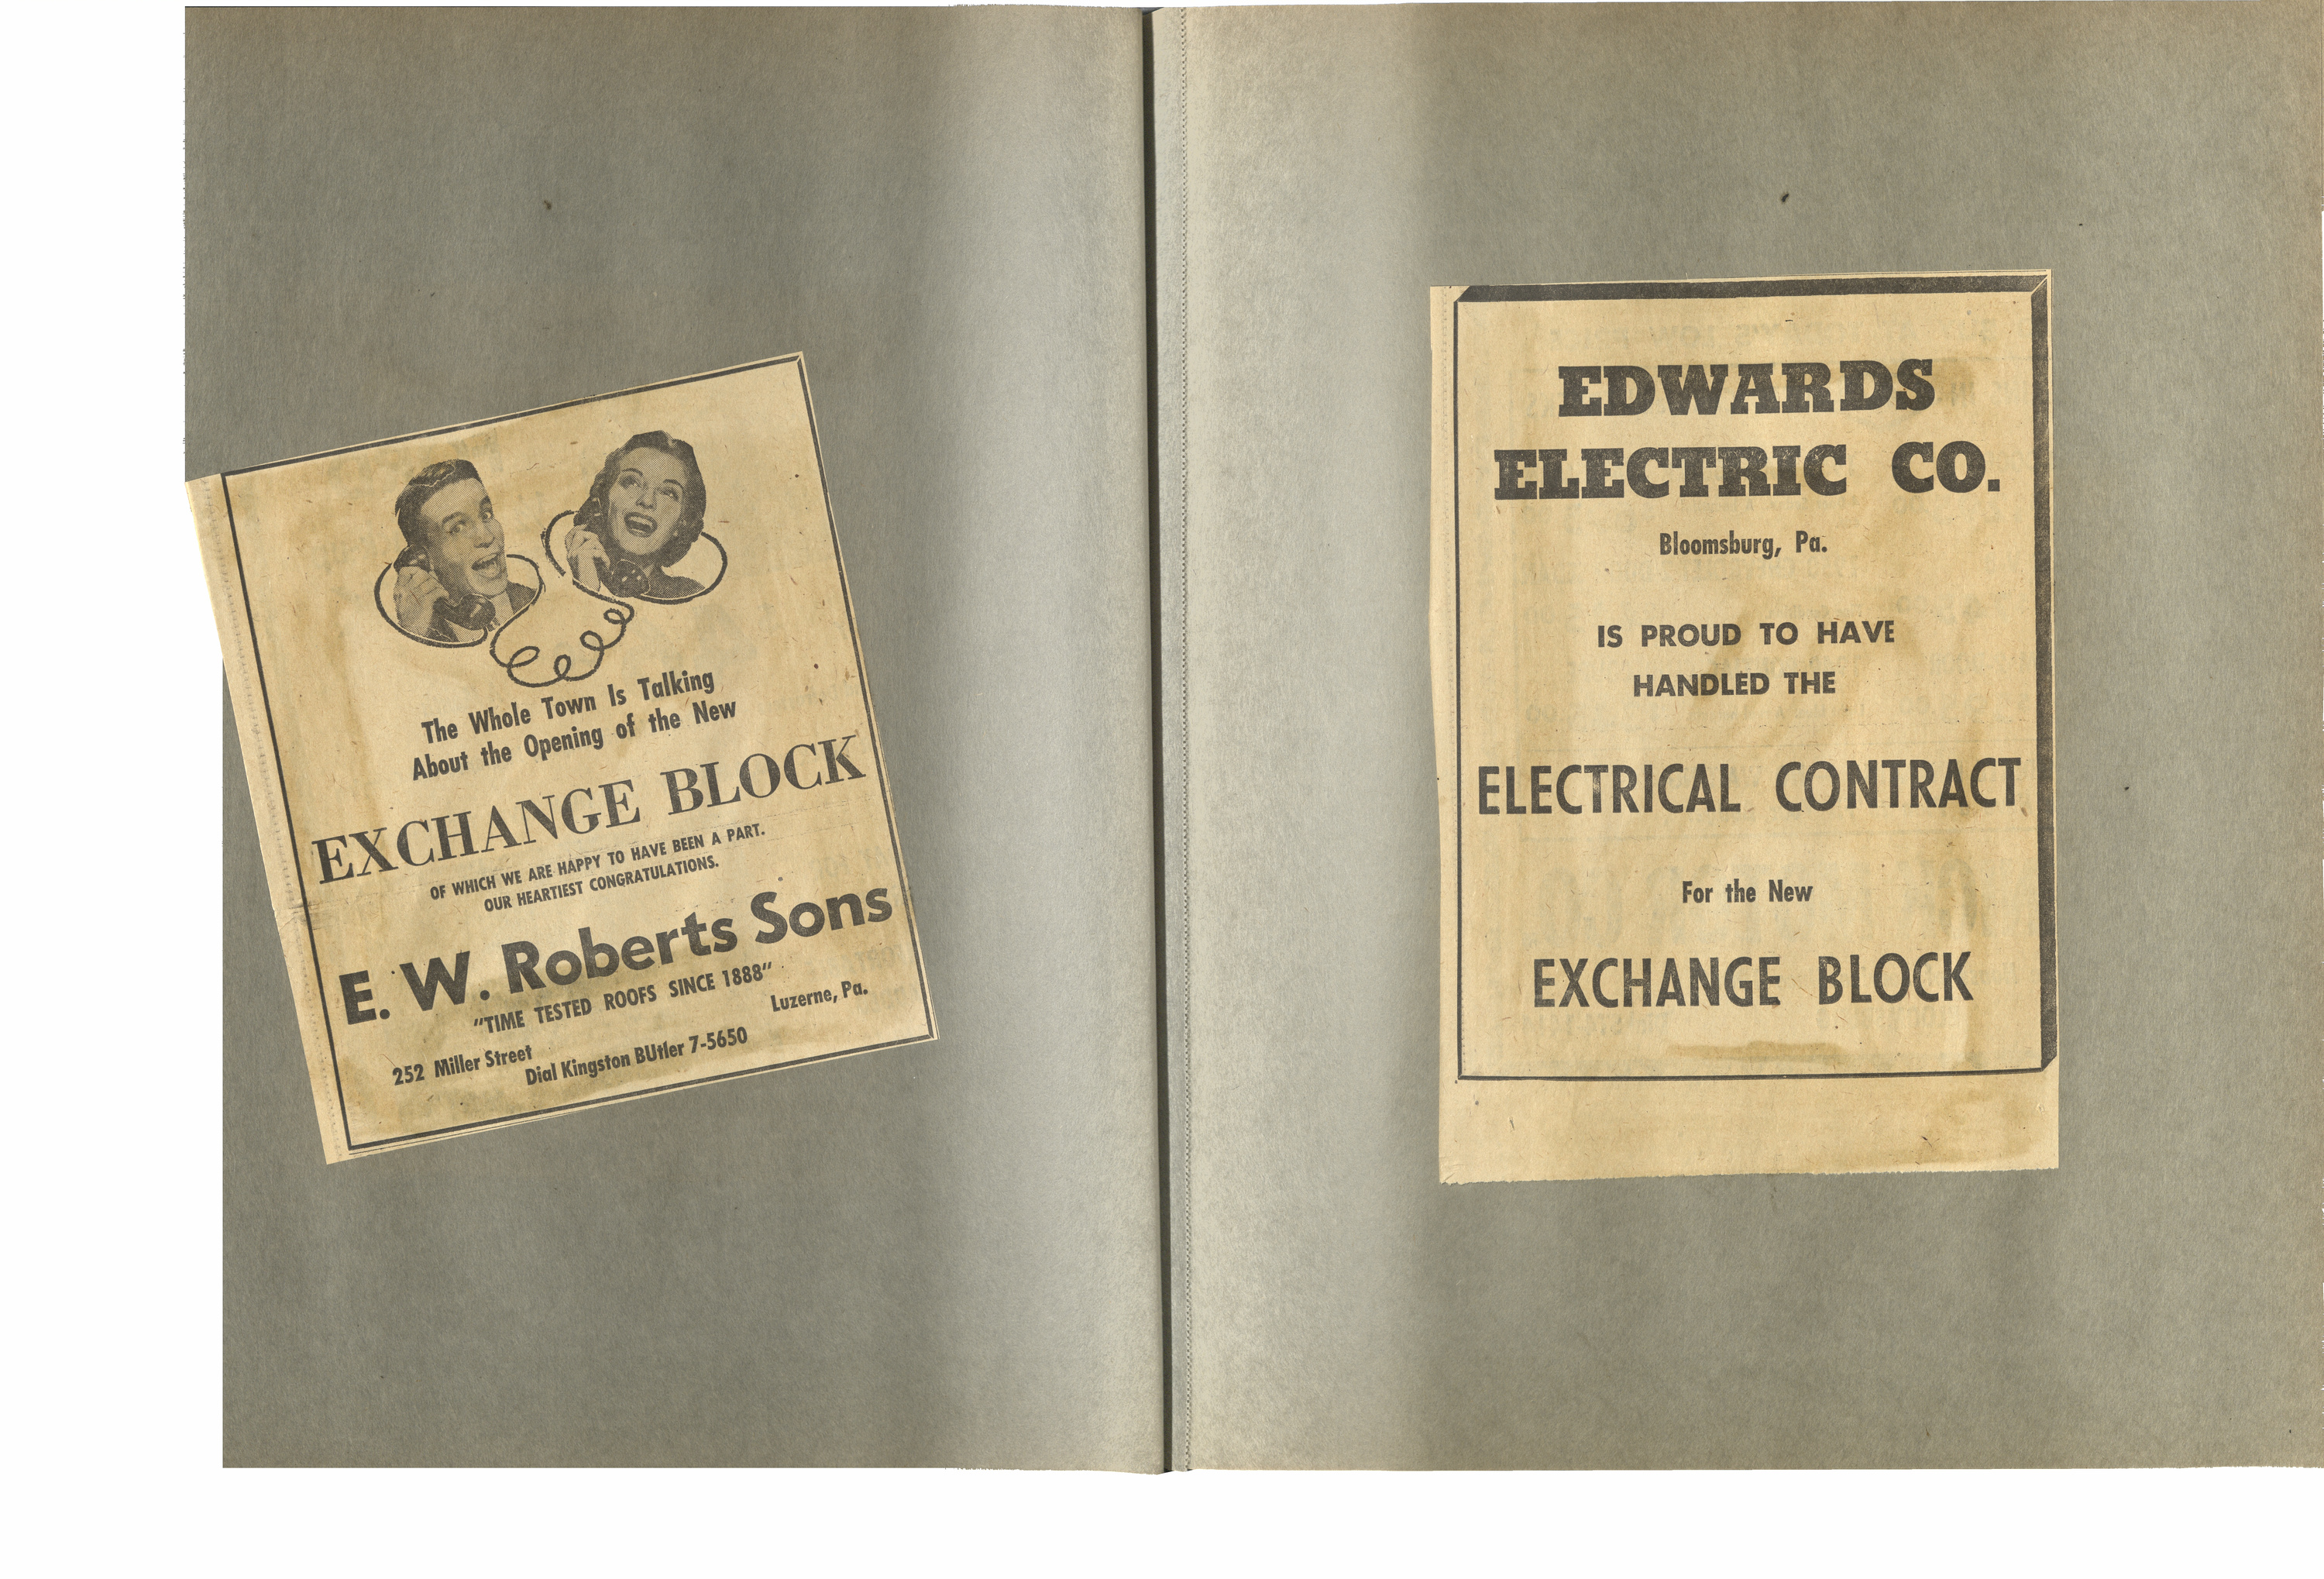 The Whole Town Is Talking
About the Opening of the New
EXCHANGE BLOCK
OF WHICH WE ARE HAPPY TO HAVE BEEN A PART.
OUR HEARTIEST CONGRATULATIONS.
E. W. Roberts Sons
"TIME TESTED ROOFS SINCE 1888"
252 Miller Street Luzerne, Pa.
Dial Kingston BUtler 7-5650
EDWARDS
ELECTRIC CO.
Bloomsburg, Pa.
IS PROUD TO HAVE
HANDLED THE
ELECTRICAL CONTRACT
For the New
EXCHANGE BLOCK